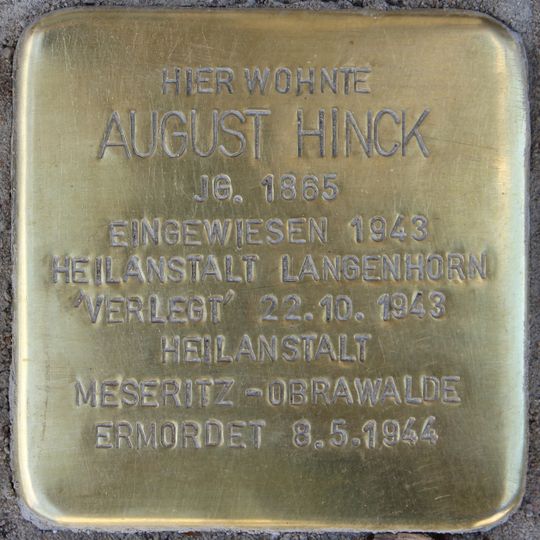 HIER WOHNTE
AUGUST HINCK
JG. 1865
EINGEWIESEN 1943
HEILANSTALT LANGENHORN
'VERLEGT' 22.10. 1943
HEILANSTALT
MESERITZ-OBRAWALDE
ERMORDET 8.5.1944